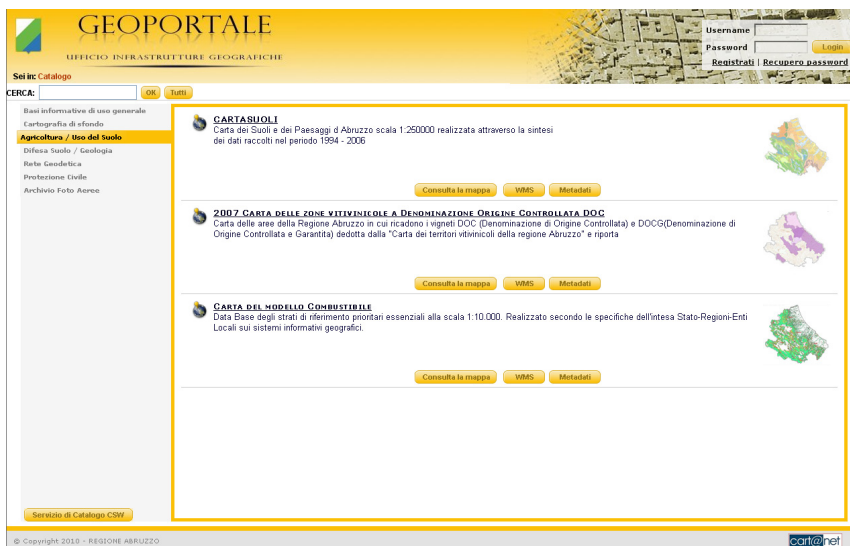 GEOPORTALE
UFFICIO INFRASTRUTTURE GEOGRAFICHE
Username
Password
Login
Registrati | Recupero password
Sei in: Catalogo
CERCA:
OK
Tutti
Basi informative di uso generale
Cartografia di sfondo
Agricoltura / Uso del Suolo
Difesa Suolo / Geologia
Rete Geodetica
Protezione Civile
Archivio Foto Aeree
CARTASUOLI
Carta dei Suoli e dei Paesaggi d Abruzzo scala 1:250000 realizzata attraverso la sintesi
dei dati raccolti nel periodo 1994 - 2006
Consulta la mappa WMS Metadati
2007 CARTA DELLE ZONE VITIVINICOLE A DENOMINAZIONE ORIGINE CONTROLLATA DOC
Carta delle aree della Regione Abruzzo in cui ricadono i vigneti DOC (Denominazione di Origine Controllata) e DOCG(Denominazione di
Origine Controllata e Garantita) dedotta dalla "Carta dei territori vitivinicoli della regione Abruzzo" e riporta
Consulta la mappa WMS Metadati
CARTA DEL MODELLO COMBUSTIBILE
Data Base degli strati di riferimento prioritari essenziali alla scala 1:10.000. Realizzato secondo le specifiche dell'intesa Stato-Regioni-Enti
Locali sui sistemi informativi geografici.
Consulta la mappa WMS Metadati
Servizio di Catalogo CSW
© Copyright 2010 - REGIONE ABRUZZO
cart@net